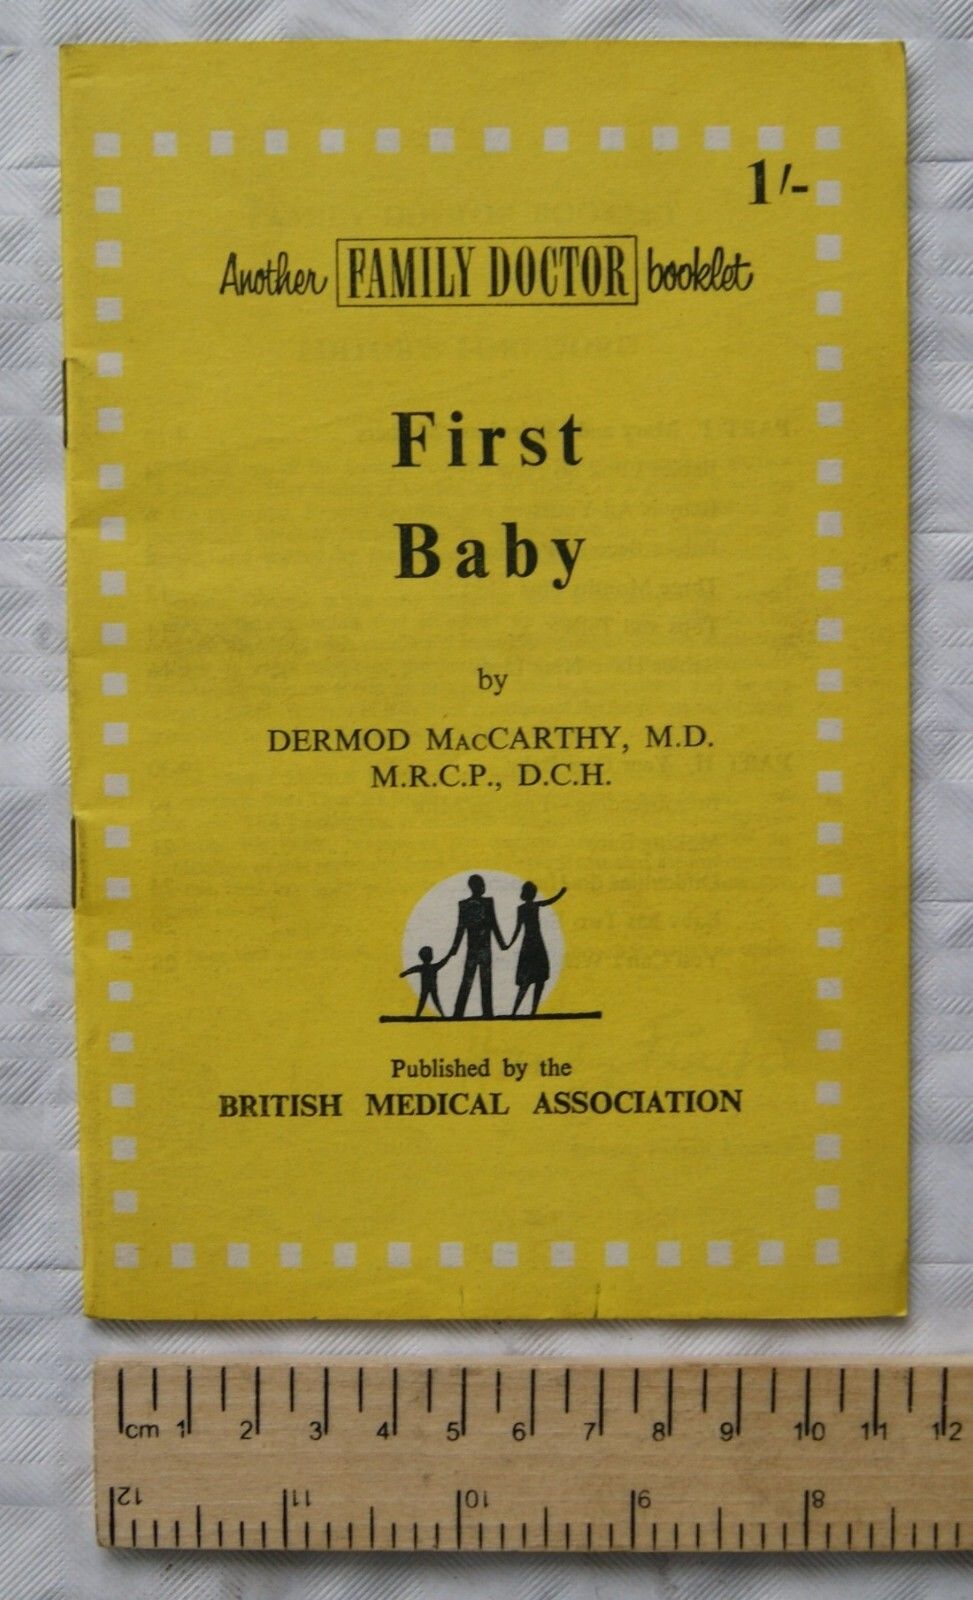 1/-
Another FAMILY DOCTOR booklet
First
Baby
by
DERMOD MacCARTHY, M.D.
M.R.C.P., D.C.H.
Published by the
BRITISH MEDICAL ASSOCIATION
cm 1 2 3 4 5 6 7 8 9 10 11 12
12 11 10 9 8